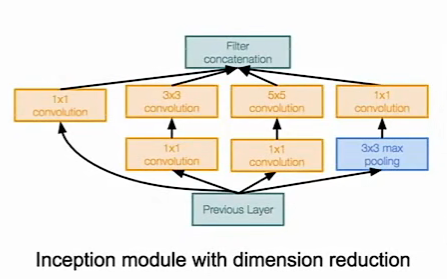 Filter
concatenation
1x1
convolution
3x3
convolution
5x5
convolution
1x1
convolution
1x1
convolution
1x1
convolution
3x3 max
pooling
Previous Layer
Inception module with dimension reduction